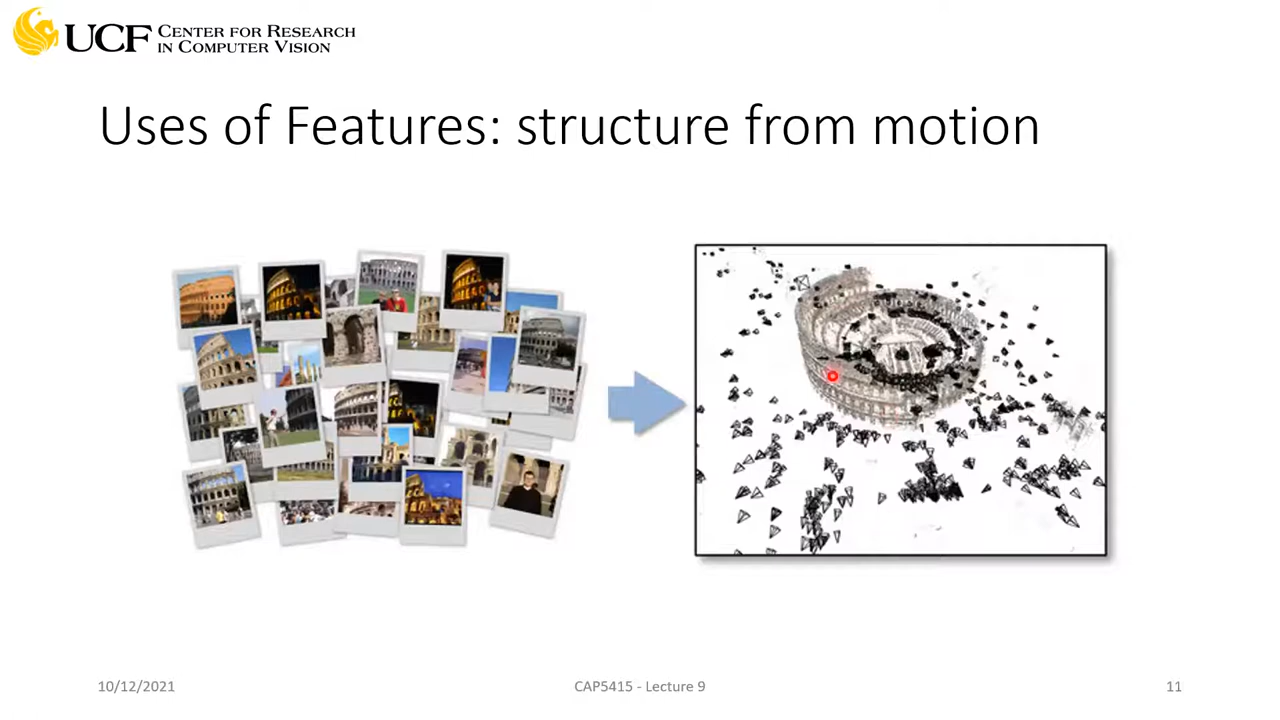 UCF CENTER FOR RESEARCH
IN COMPUTER VISION
Uses of Features: structure from motion
10/12/2021
CAP5415 - Lecture 9
11